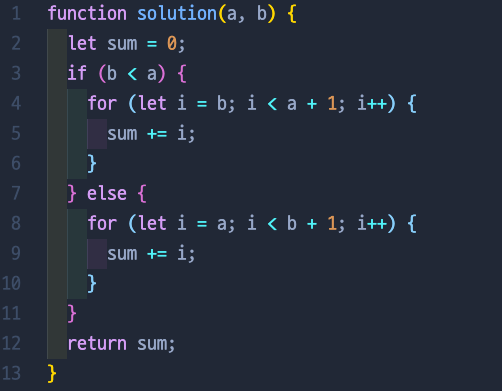 1 function solution(a, b) {
2   let sum = 0;
3   if (b < a) {
4     for (let i = b; i < a + 1; i++) {
5       sum += i;
6     }
7   } else {
8     for (let i = a; i < b + 1; i++) {
9       sum += i;
10     }
11   }
12   return sum;
13 }